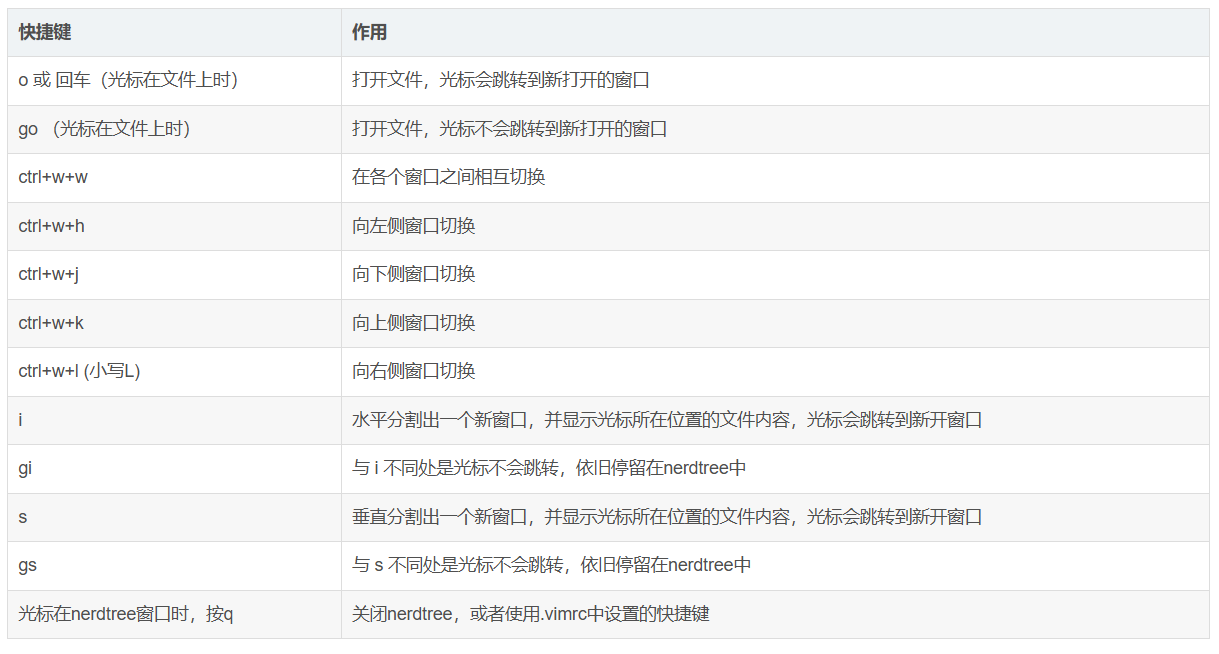 快捷键 作用
o 或 回车（光标在文件上时） 打开文件，光标会跳转到新打开的窗口
go （光标在文件上时） 打开文件，光标不会跳转到新打开的窗口
ctrl+w+w 在各个窗口之间相互切换
ctrl+w+h 向左侧窗口切换
ctrl+w+j 向下侧窗口切换
ctrl+w+k 向上侧窗口切换
ctrl+w+l (小写L) 向右侧窗口切换
i 水平分割出一个新窗口，并显示光标所在位置的文件内容，光标会跳转到新开窗口
gi 与 i 不同处是光标不会跳转，依旧停留在nerdtree中
s 垂直分割出一个新窗口，并显示光标所在位置的文件内容，光标会跳转到新开窗口
gs 与 s 不同处是光标不会跳转，依旧停留在nerdtree中
光标在nerdtree窗口时，按q 关闭nerdtree，或者使用.vimrc中设置的快捷键